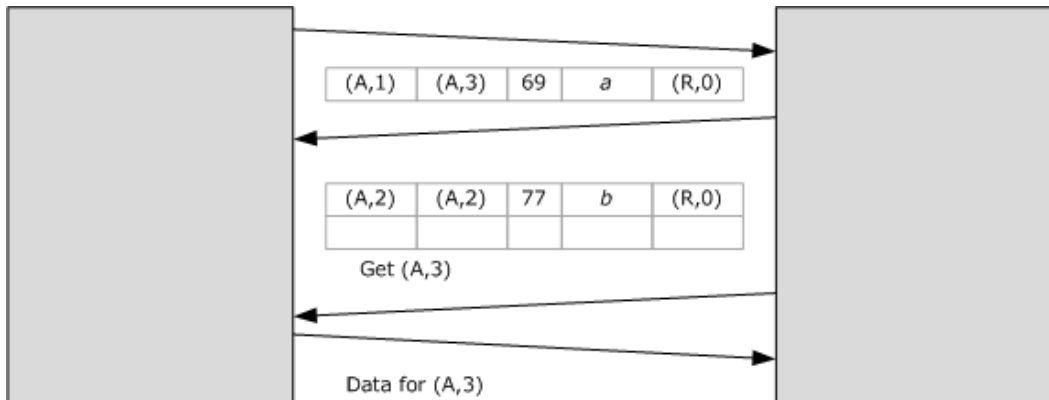 (A,1) (A,3) 69 a (R,0)
(A,2) (A,2) 77 b (R,0)
Get (A,3)
Data for (A,3)